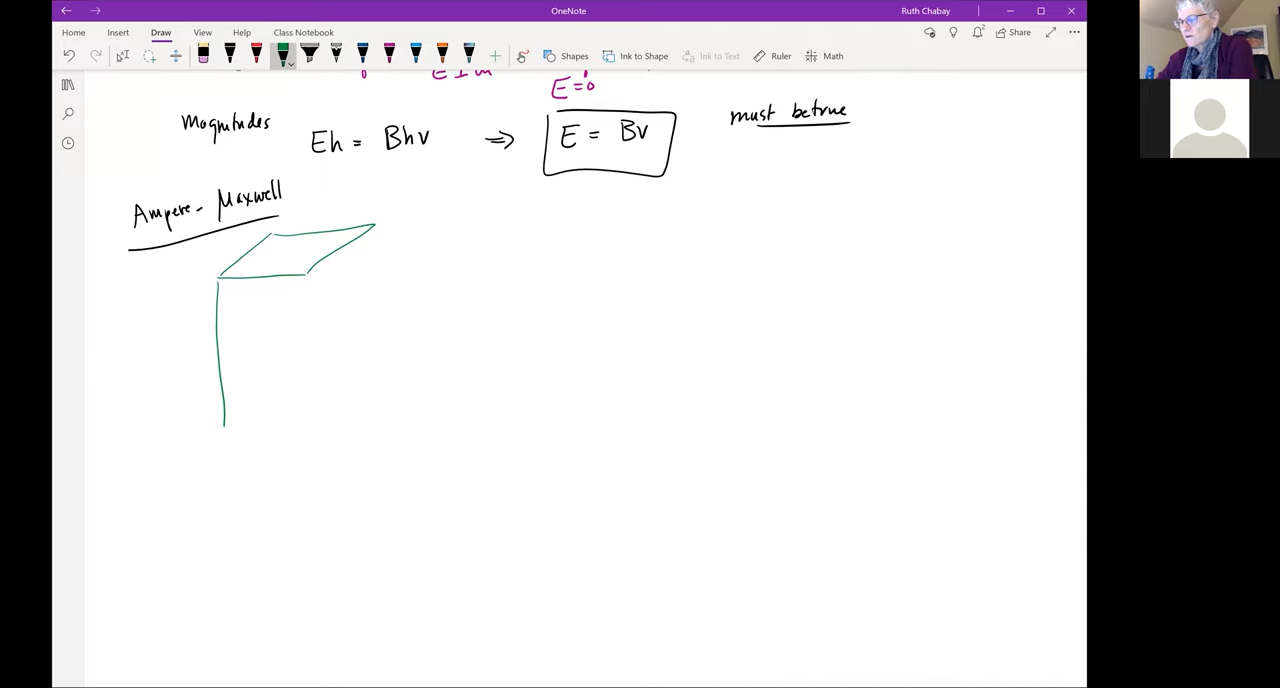 OneNote
Ruth Chabay
Home Insert Draw View Help Class Notebook
Share
Shapes Ink to Shape Ink to Text Ruler Math
E ⊥
E = 0
Magnitudes
Eh = Bhv ⇒ E = Bv
must be true
Ampere - Maxwell